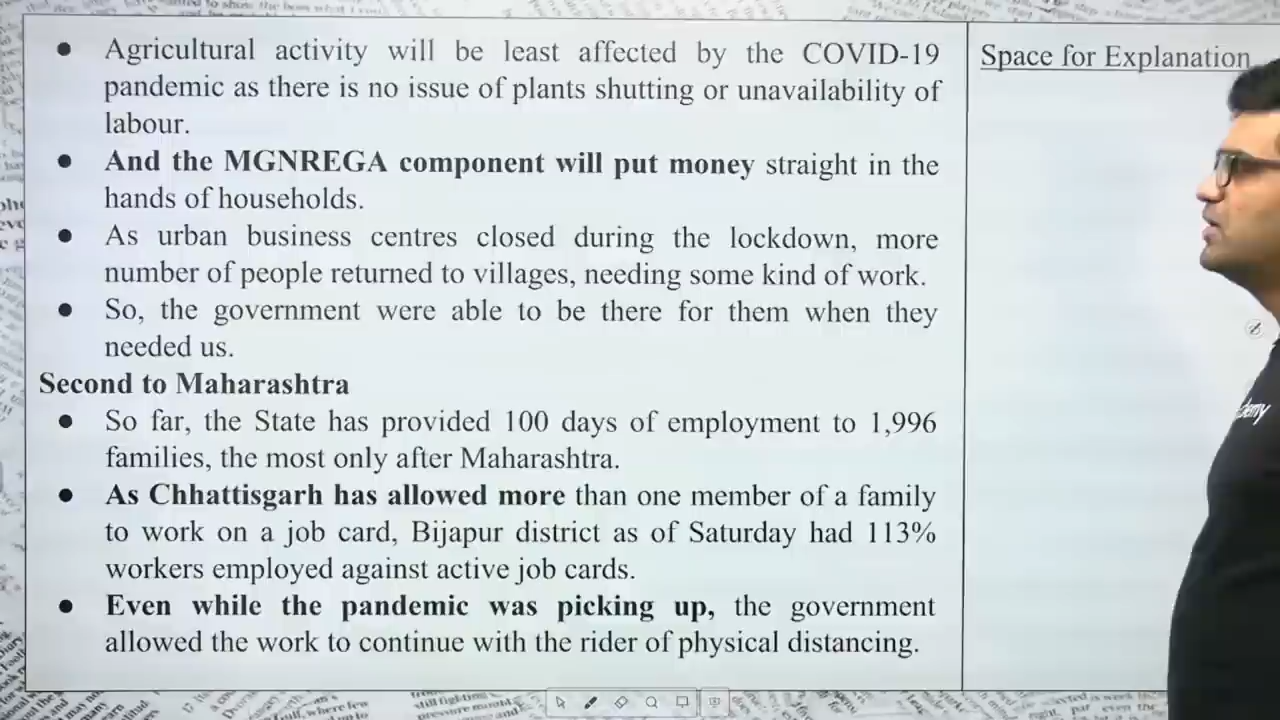 ● Agricultural activity will be least affected by the COVID-19
pandemic as there is no issue of plants shutting or unavailability of
labour.
● And the MGNREGA component will put money straight in the
hands of households.
● As urban business centres closed during the lockdown, more
number of people returned to villages, needing some kind of work.
● So, the government were able to be there for them when they
needed us.
Second to Maharashtra
● So far, the State has provided 100 days of employment to 1,996
families, the most only after Maharashtra.
● As Chhattisgarh has allowed more than one member of a family
to work on a job card, Bijapur district as of Saturday had 113%
workers employed against active job cards.
● Even while the pandemic was picking up, the government
allowed the work to continue with the rider of physical distancing.
Space for Explanation
demy